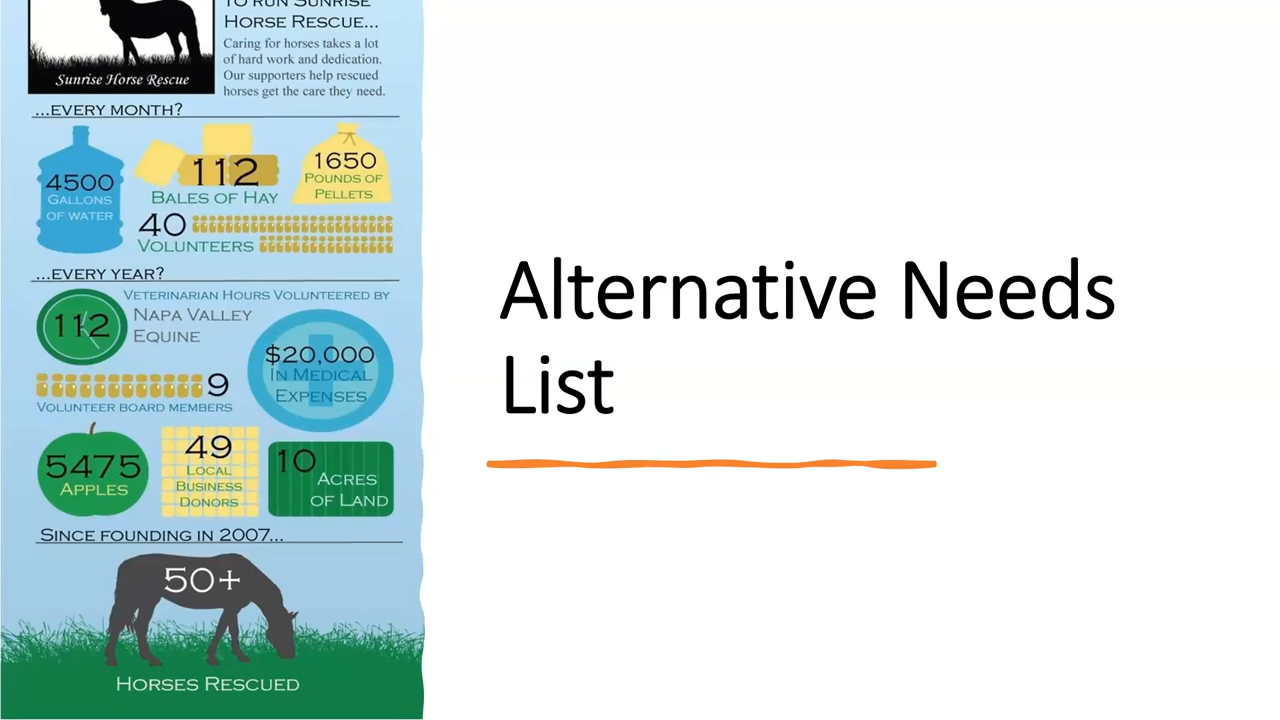 TO RUN SUNRISE
HORSE RESCUE...
Caring for horses takes a lot
of hard work and dedication.
Our supporters help rescued
horses get the care they need.
Sunrise Horse Rescue
...EVERY MONTH?
4500
GALLONS
OF WATER
112
BALES OF HAY
1650
POUNDS OF
PELLETS
40
VOLUNTEERS
...EVERY YEAR?
112
VETERINARIAN HOURS VOLUNTEERED BY
NAPA VALLEY
EQUINE
$20,000
IN MEDICAL
EXPENSES
9
VOLUNTEER BOARD MEMBERS
5475
APPLES
49
LOCAL
BUSINESS
DONORS
10
ACRES
OF LAND
SINCE FOUNDING IN 2007...
50+
HORSES RESCUED
Alternative Needs
List